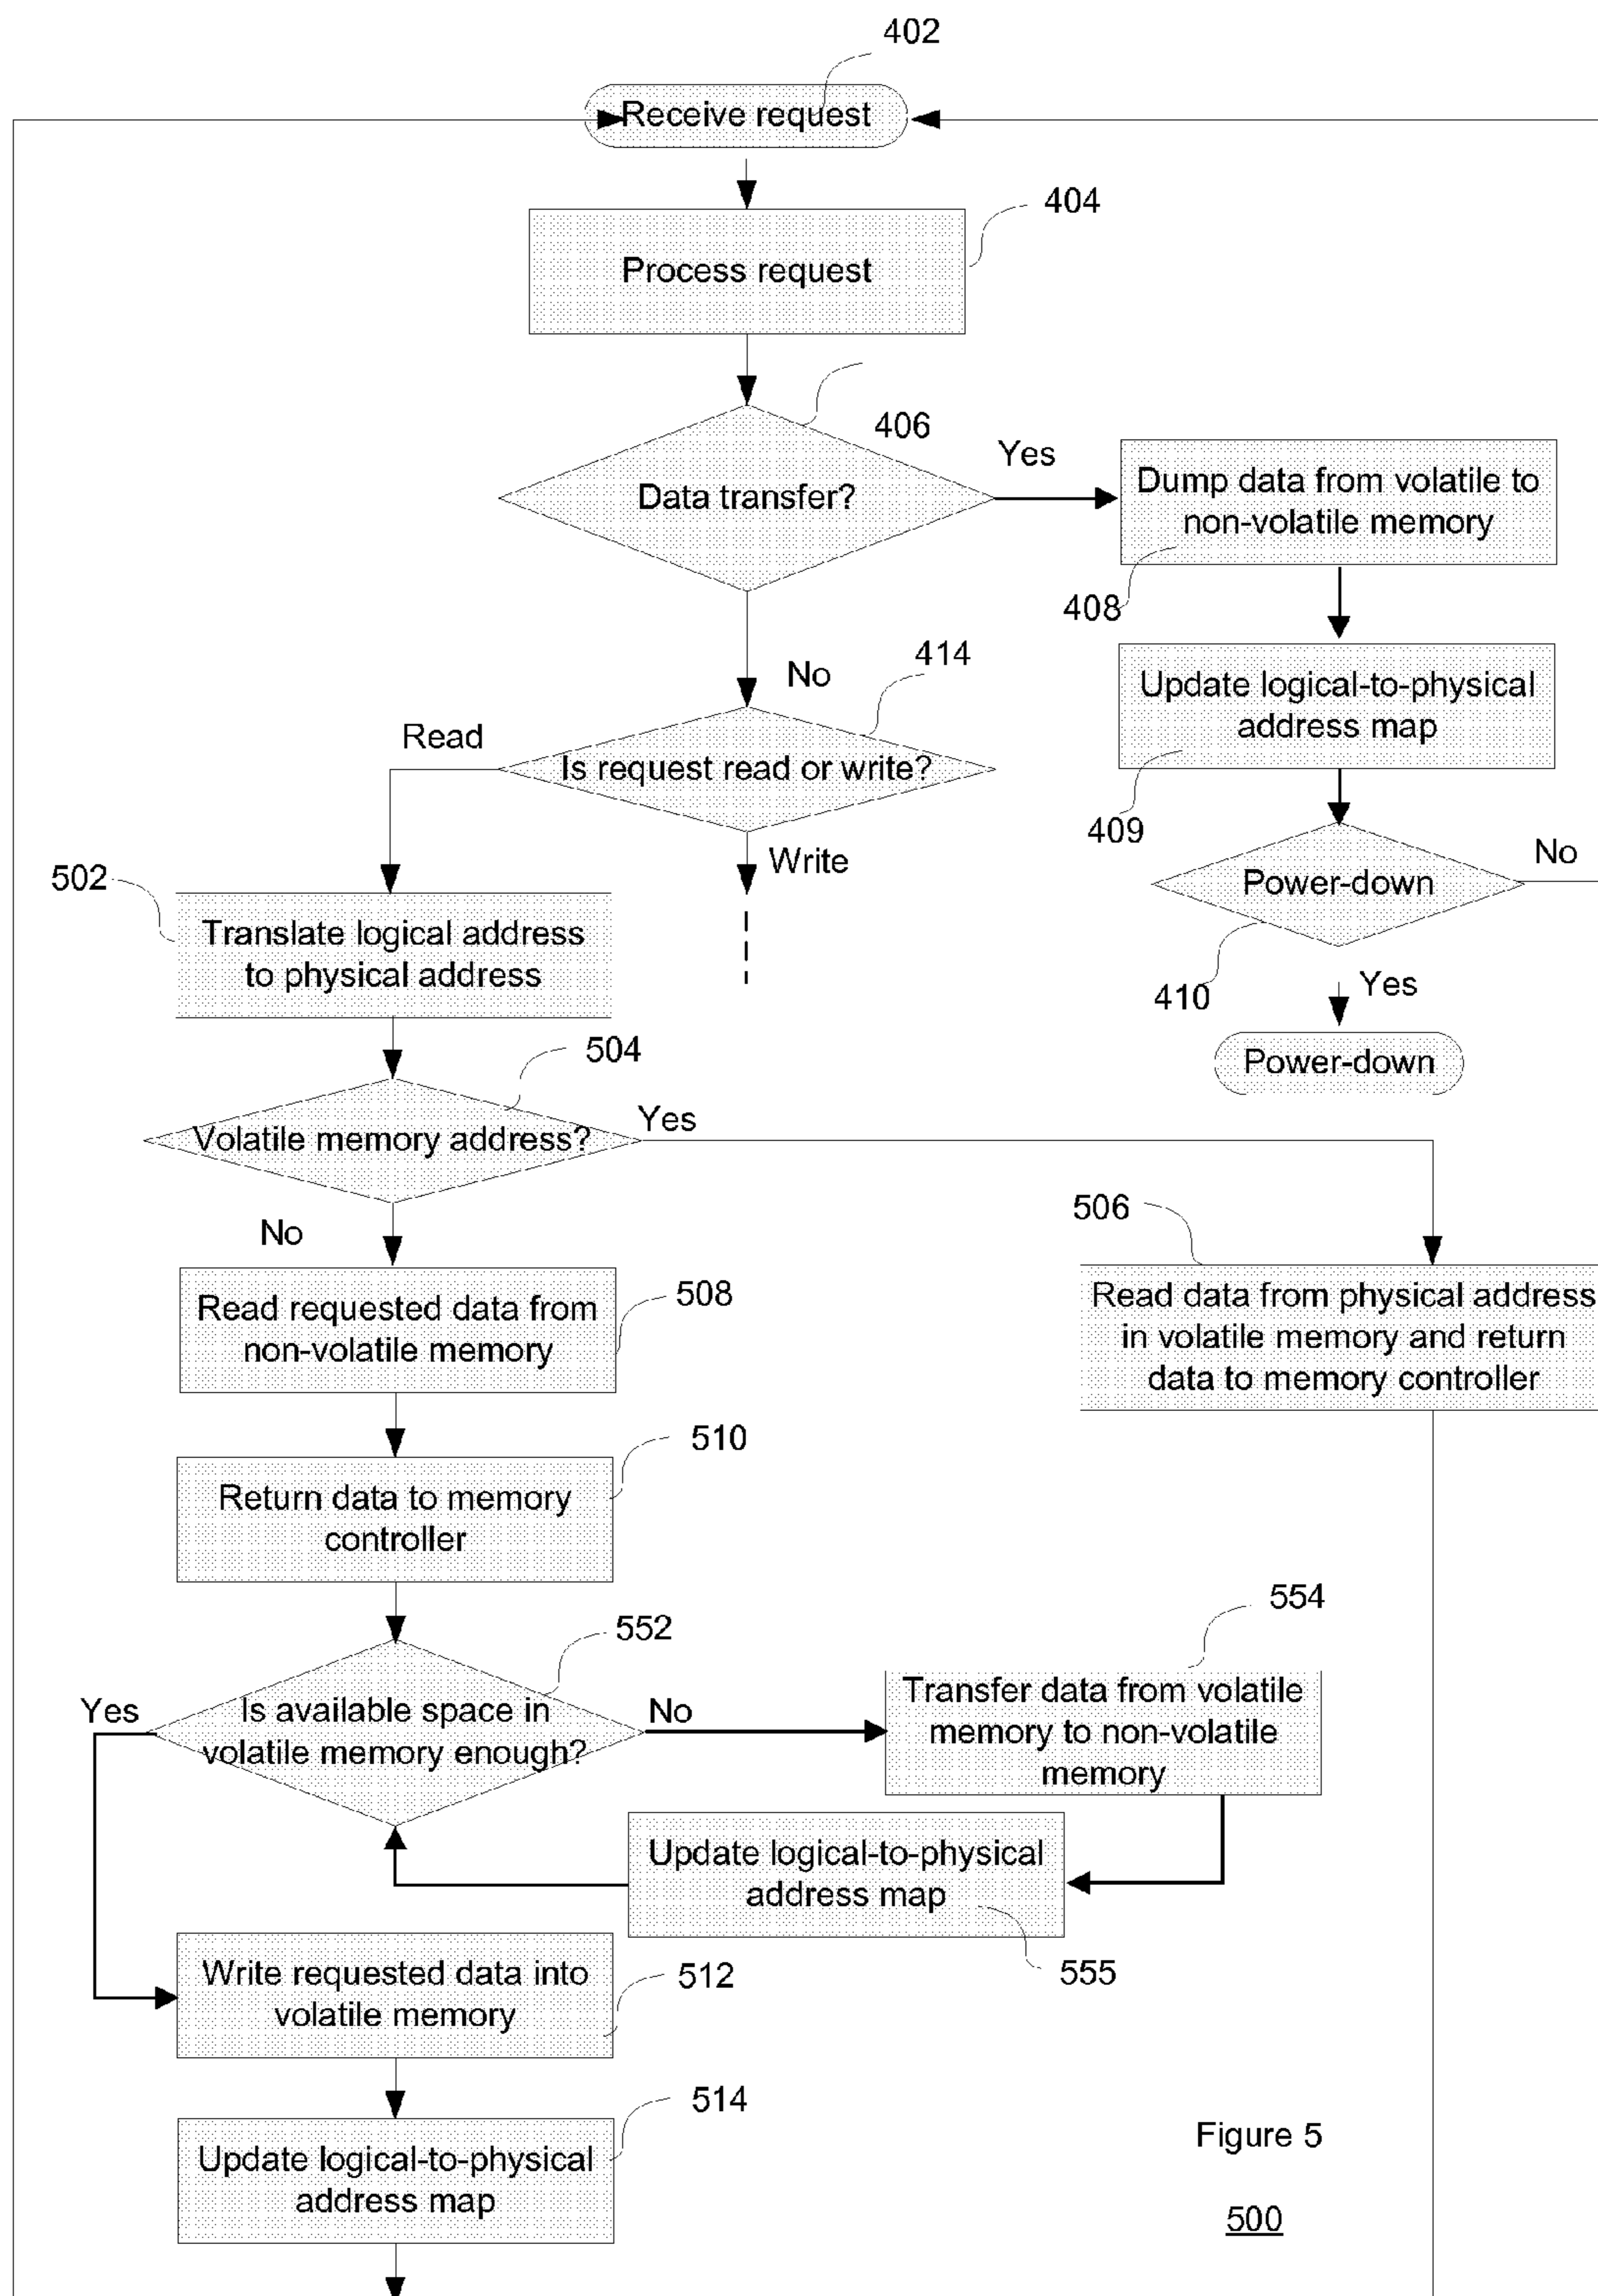 402
Receive request
404
Process request
406
Data transfer?
Yes
Dump data from volatile to
non-volatile memory
408
No
414
Update logical-to-physical
address map
409
Read
Is request read or write?
Write
Power-down
No
410
Yes
Power-down
502
Translate logical address
to physical address
504
Volatile memory address?
Yes
No
506
Read data from physical address
in volatile memory and return
data to memory controller
508
Read requested data from
non-volatile memory
510
Return data to memory
controller
552
Yes
Is available space in
volatile memory enough?
No
554
Transfer data from volatile
memory to non-volatile
memory
Update logical-to-physical
address map
555
Write requested data into
volatile memory
512
514
Update logical-to-physical
address map
Figure 5
500